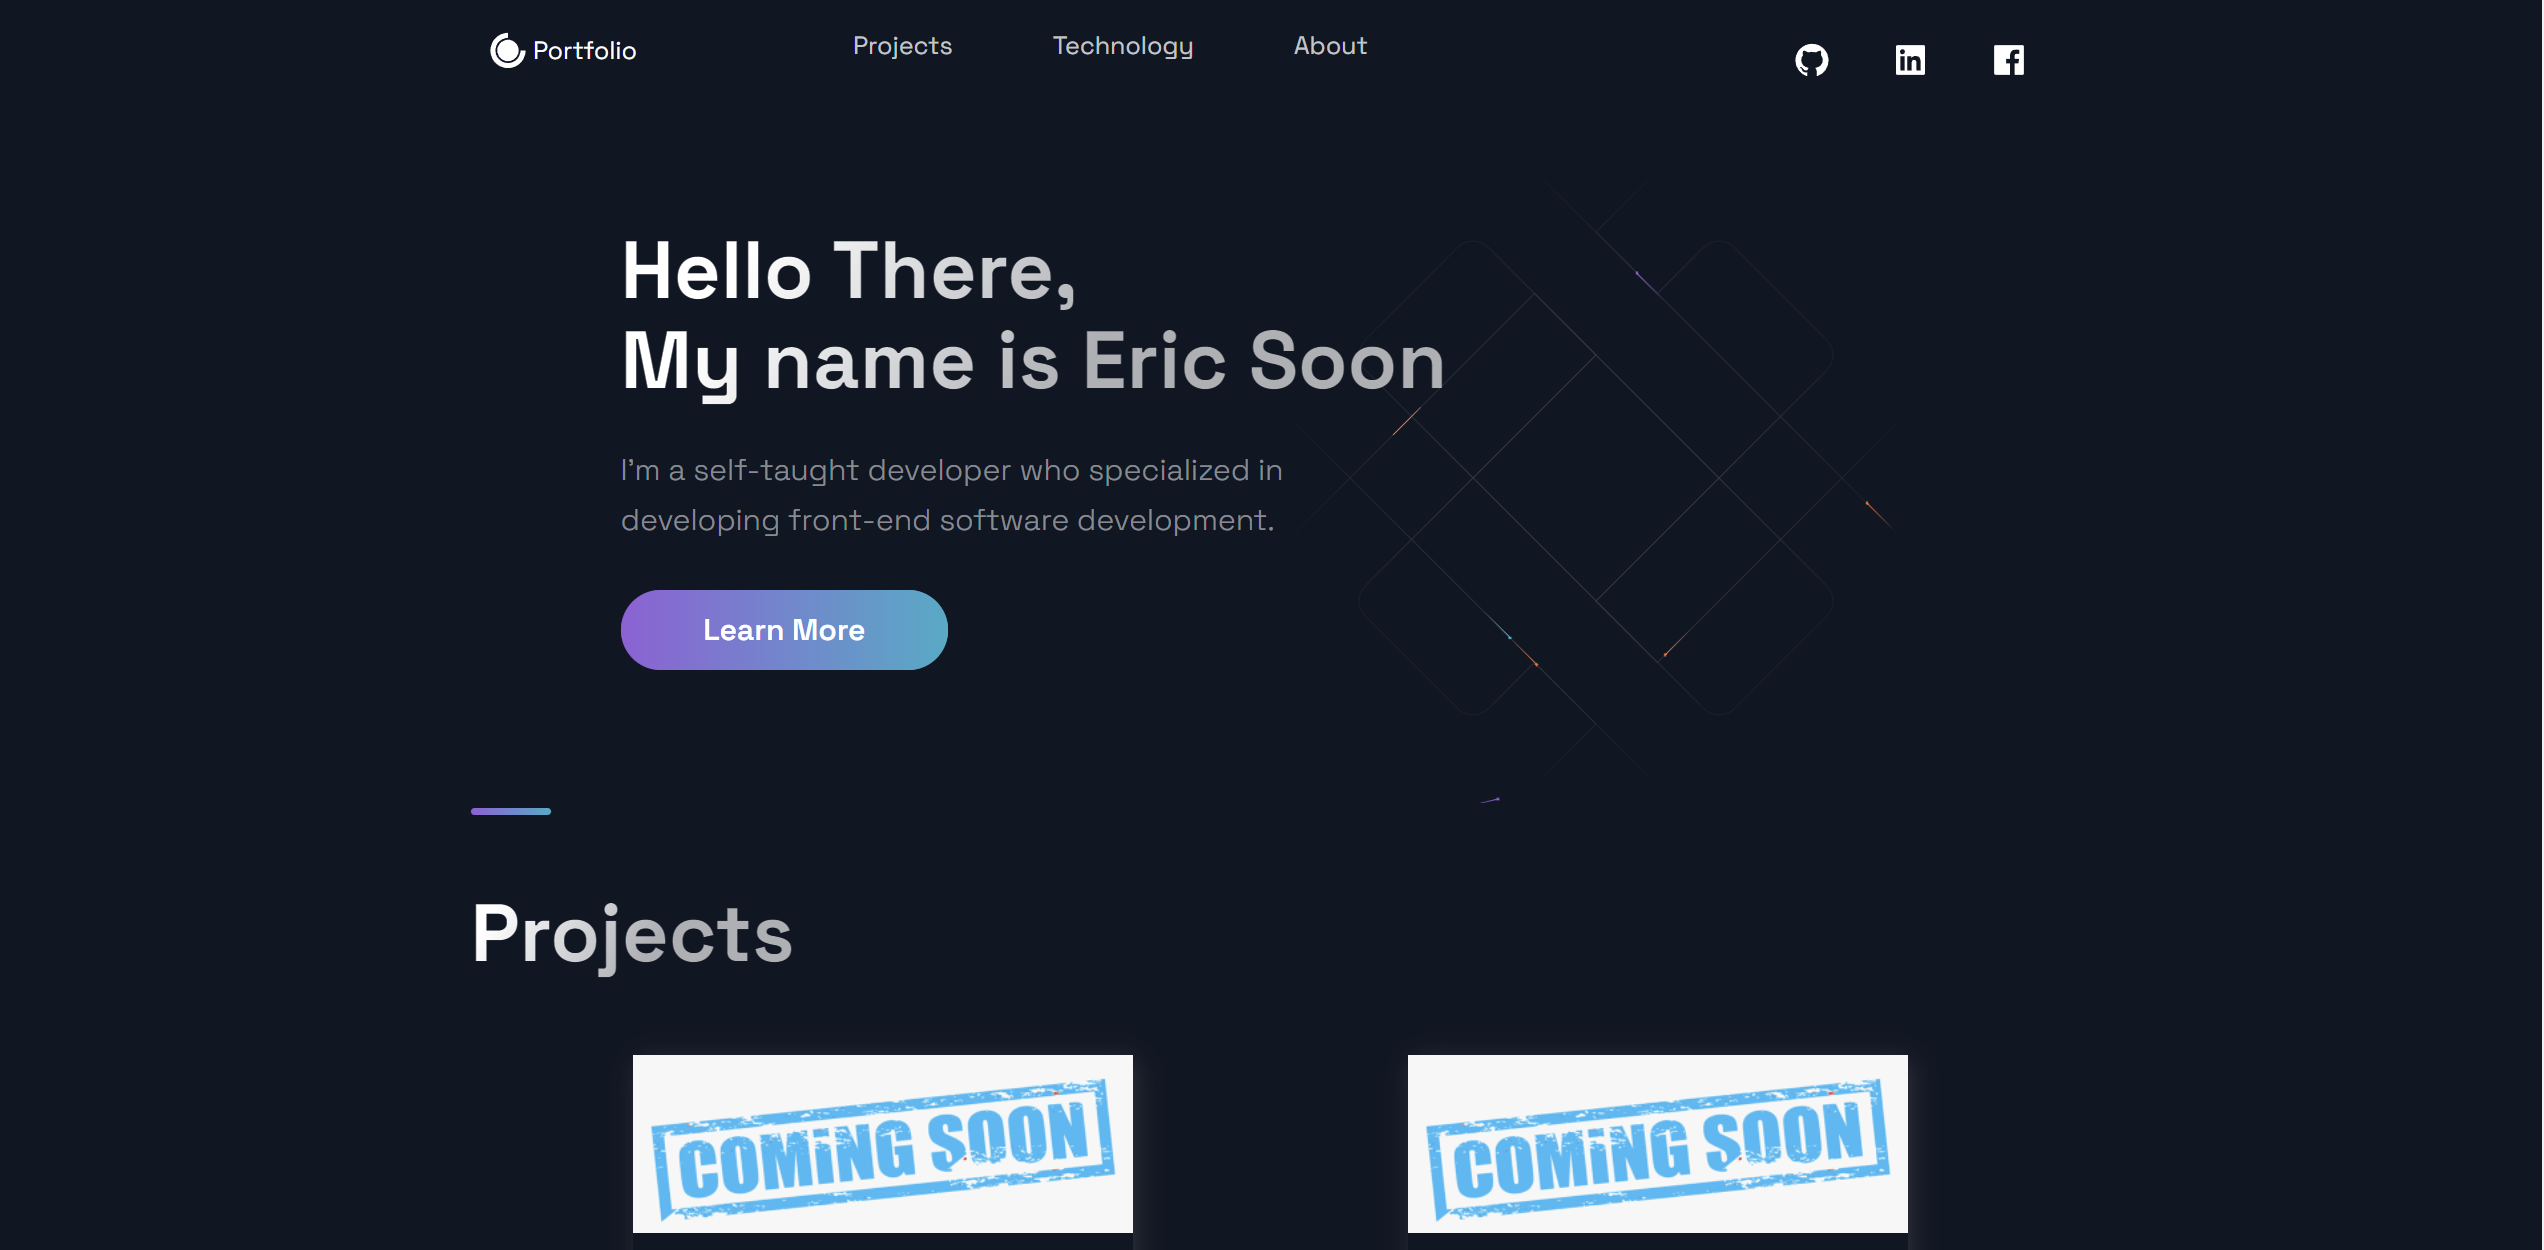 Portfolio
Projects
Technology
About
Hello There,
My name is Eric Soon
I'm a self-taught developer who specialized in
developing front-end software development.
Learn More
Projects
COMiNG SOON
COMiNG SOON